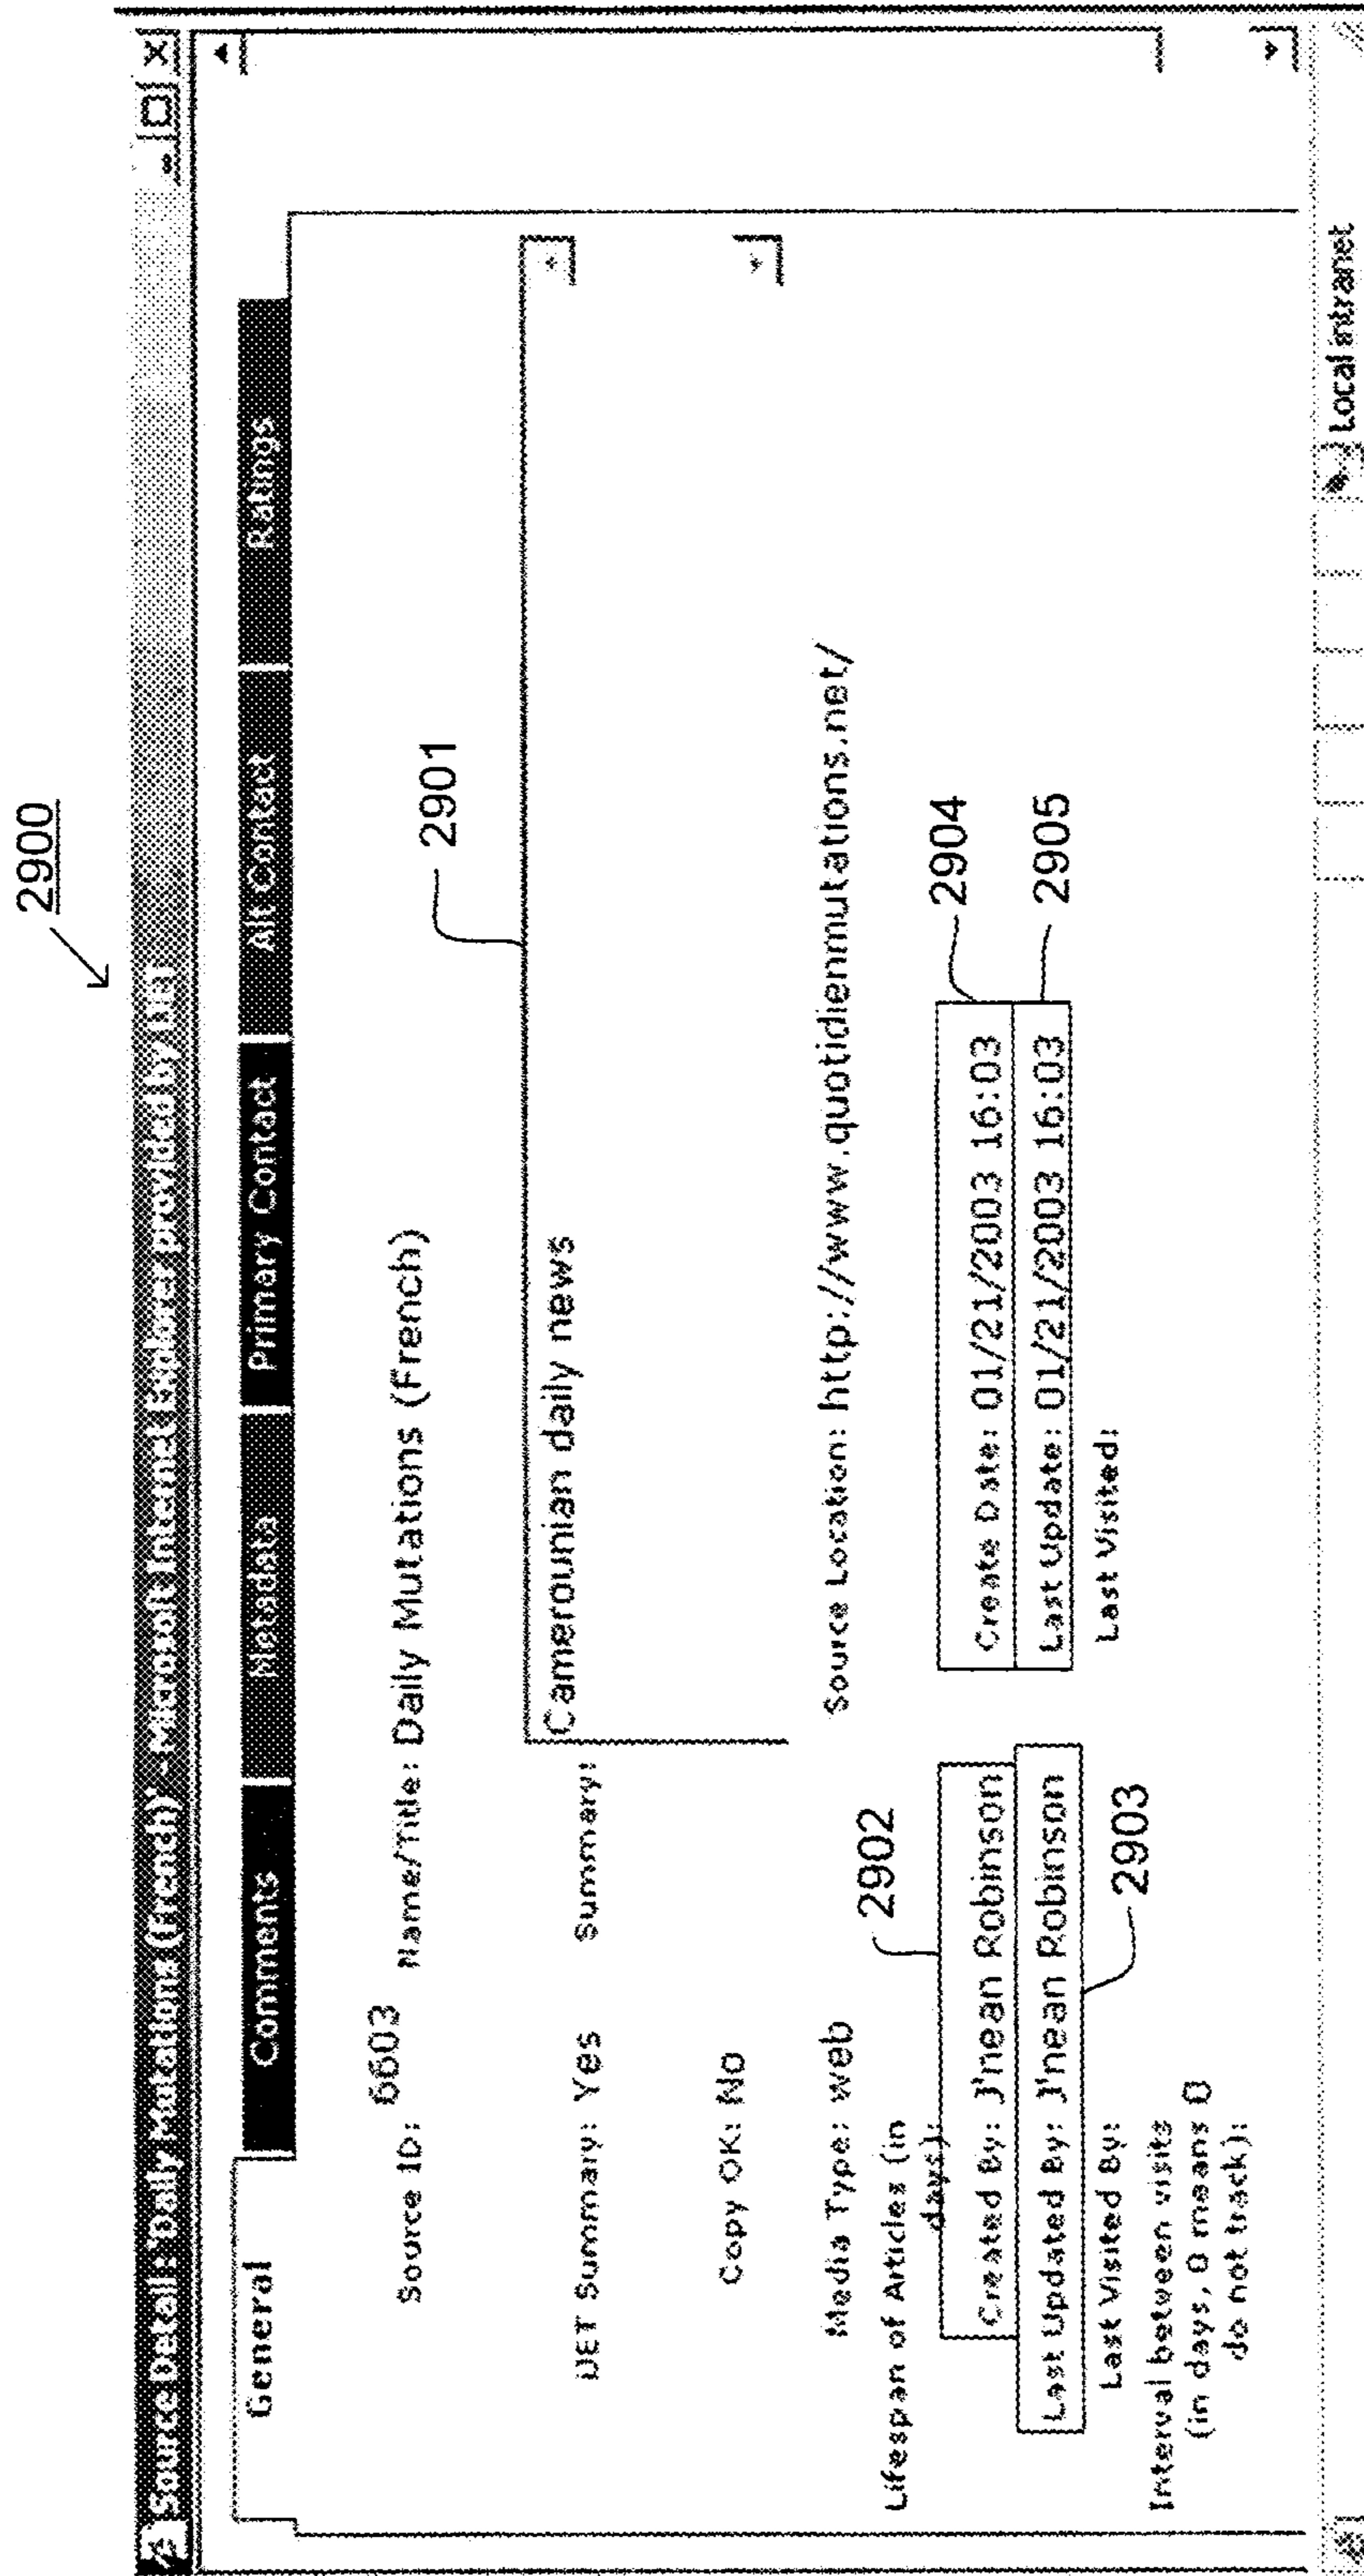 2900
Source Detail - 'Daily Mutations (French)' - Microsoft Internet Explorer provided by
General Comments Metadata Primary Contact Alt Contact Ratings
Source ID: 6603 Name/Title: Daily Mutations (French)
2901
DET Summary: Yes Summary: Camerounian daily news
Copy OK: No
Media Type: web Source Location: http://www.quotidienmutations.net/
Lifespan of Articles (in
days):
2902
2904
Created By: J'nean Robinson Create Date: 01/21/2003 16:03
Last Updated By: J'nean Robinson Last Update: 01/21/2003 16:03
2905
Last Visited By: Last Visited:
2903
Interval between visits
(in days, 0 means 0
do not track):
Local intranet